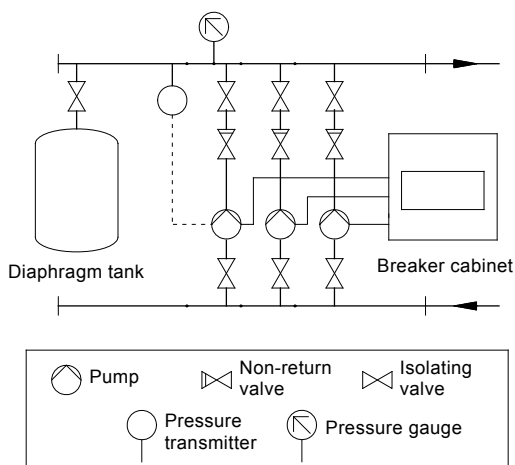 Diaphragm tank
Breaker cabinet
Pump
Non-return
valve
Isolating
valve
Pressure
transmitter
Pressure gauge